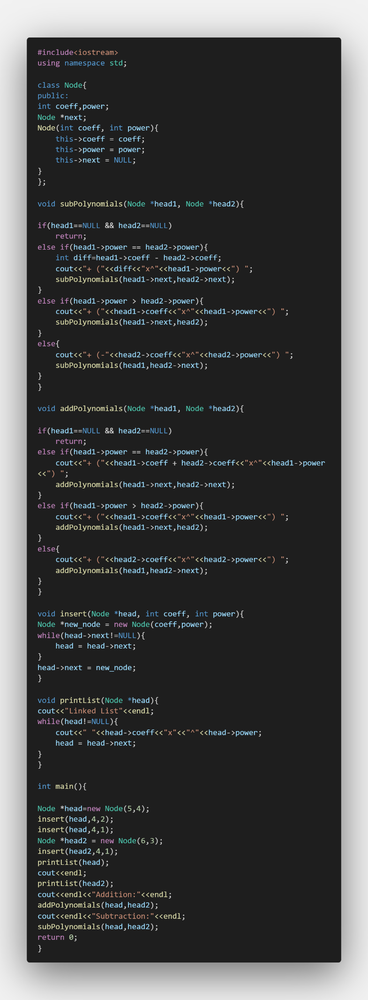 #include<iostream>
using namespace std;

class Node{
public:
int coeff,power;
Node *next;
Node(int coeff, int power){
    this->coeff = coeff;
    this->power = power;
    this->next = NULL;
}
};

void subPolynomials(Node *head1, Node *head2){

if(head1==NULL && head2==NULL)
    return;
else if(head1->power == head2->power){
    int diff=head1->coeff - head2->coeff;
    cout<<"+ ("<<diff<<"x^"<<head1->power<<") ";
    subPolynomials(head1->next,head2->next);
}
else if(head1->power > head2->power){
    cout<<"+ ("<<head1->coeff<<"x^"<<head1->power<<") ";
    subPolynomials(head1->next,head2);
}
else{
    cout<<"+ (-"<<head2->coeff<<"x^"<<head2->power<<") ";
    subPolynomials(head1,head2->next);
}
}

void addPolynomials(Node *head1, Node *head2){

if(head1==NULL && head2==NULL)
    return;
else if(head1->power == head2->power){
    cout<<"+ ("<<head1->coeff + head2->coeff<<"x^"<<head1->power
<<") ";
    addPolynomials(head1->next,head2->next);
}
else if(head1->power > head2->power){
    cout<<"+ ("<<head1->coeff<<"x^"<<head1->power<<") ";
    addPolynomials(head1->next,head2);
}
else{
    cout<<"+ ("<<head2->coeff<<"x^"<<head2->power<<") ";
    addPolynomials(head1,head2->next);
}
}

void insert(Node *head, int coeff, int power){
Node *new_node = new Node(coeff,power);
while(head->next!=NULL){
    head = head->next;
}
head->next = new_node;
}

void printList(Node *head){
cout<<"Linked List"<<endl;
while(head!=NULL){
    cout<<" "<<head->coeff<<"x"<<"^"<<head->power;
    head = head->next;
}
}

int main(){

Node *head=new Node(5,4);
insert(head,4,2);
insert(head,4,1);
Node *head2 = new Node(6,3);
insert(head2,4,1);
printList(head);
cout<<endl;
printList(head2);
cout<<endl<<"Addition:"<<endl;
addPolynomials(head,head2);
cout<<endl<<"Subtraction:"<<endl;
subPolynomials(head,head2);
return 0;
}